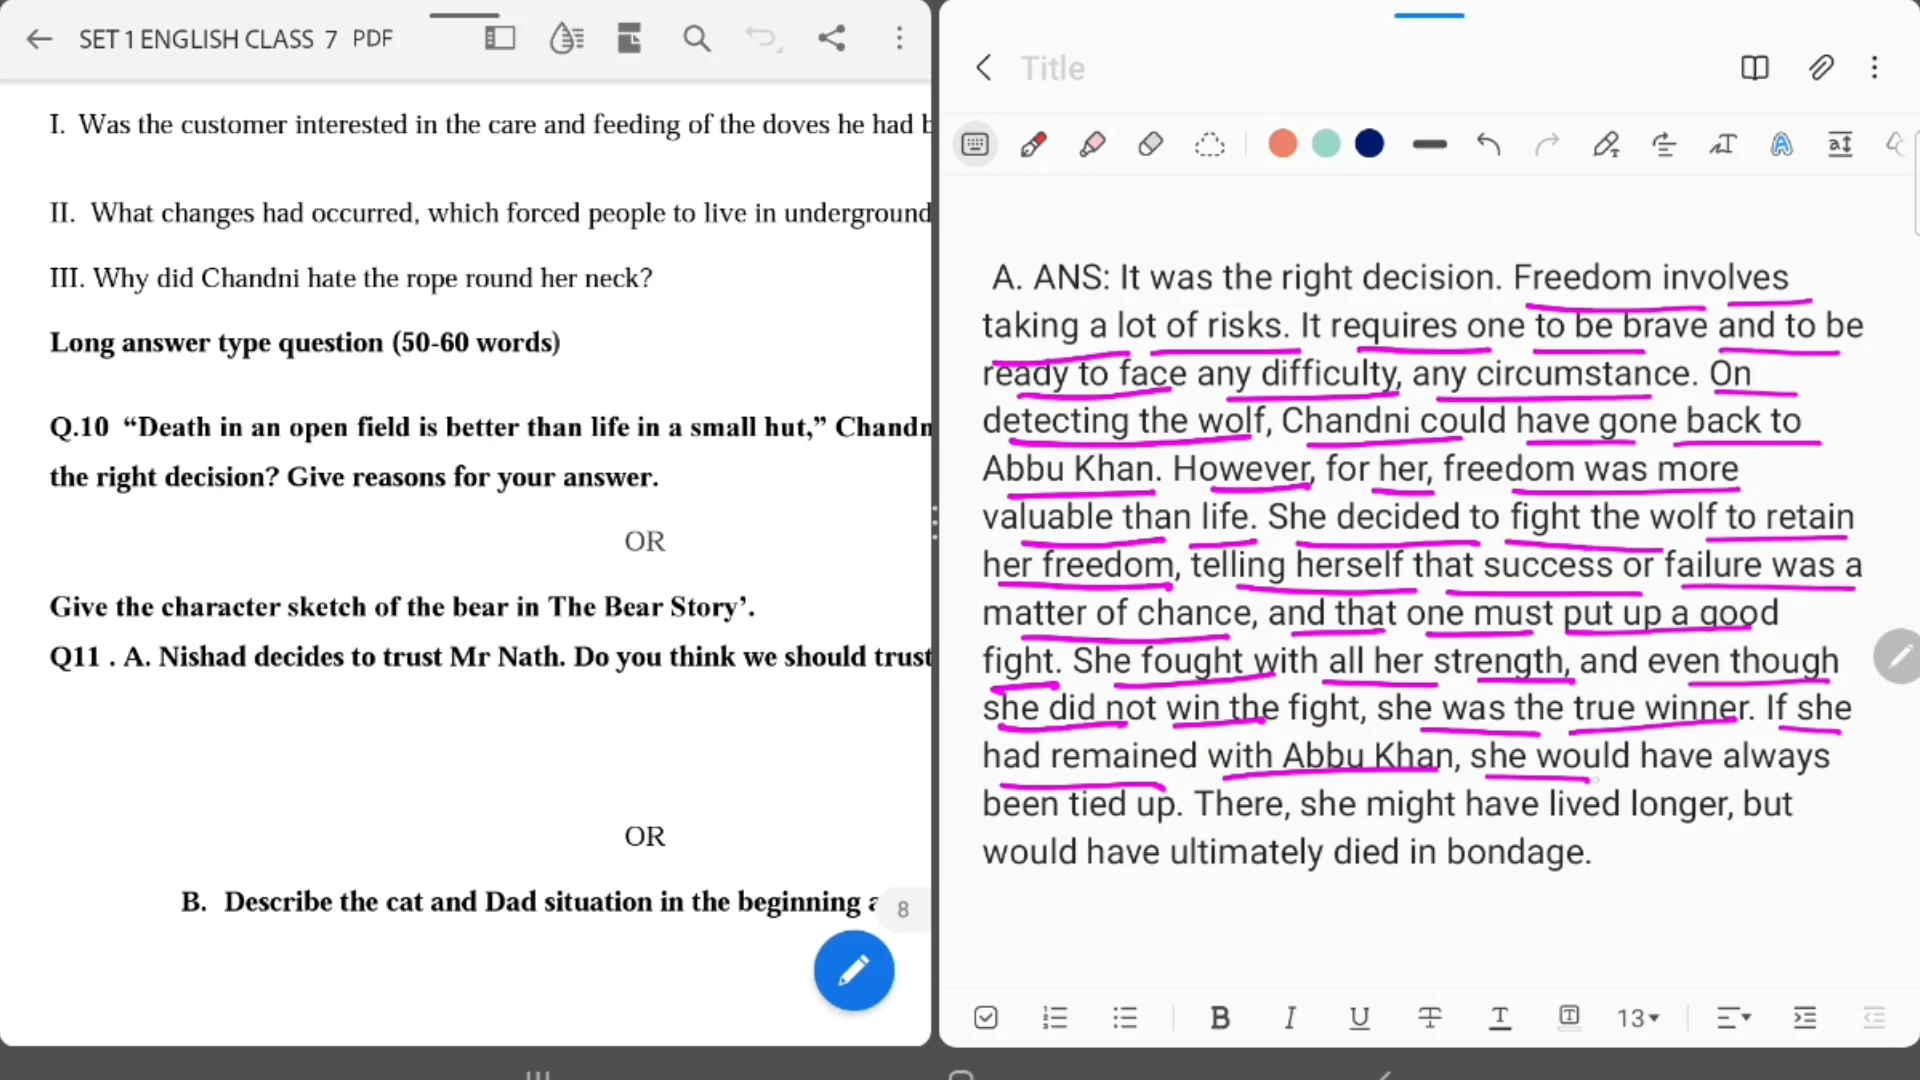 SET 1 ENGLISH CLASS 7 PDF
I. Was the customer interested in the care and feeding of the doves he had
II. What changes had occurred, which forced people to live in underground
III. Why did Chandni hate the rope round her neck?
Long answer type question (50-60 words)
Q.10 “Death in an open field is better than life in a small hut,” Chandn
the right decision? Give reasons for your answer.
OR
Give the character sketch of the bear in The Bear Story’.
Q11 . A. Nishad decides to trust Mr Nath. Do you think we should trust
OR
B. Describe the cat and Dad situation in the beginning
8
Title
A. ANS: It was the right decision. Freedom involves
taking a lot of risks. It requires one to be brave and to be
ready to face any difficulty, any circumstance. On
detecting the wolf, Chandni could have gone back to
Abbu Khan. However, for her, freedom was more
valuable than life. She decided to fight the wolf to retain
her freedom, telling herself that success or failure was a
matter of chance, and that one must put up a good
fight. She fought with all her strength, and even though
she did not win the fight, she was the true winner. If she
had remained with Abbu Khan, she would have always
been tied up. There, she might have lived longer, but
would have ultimately died in bondage.
13